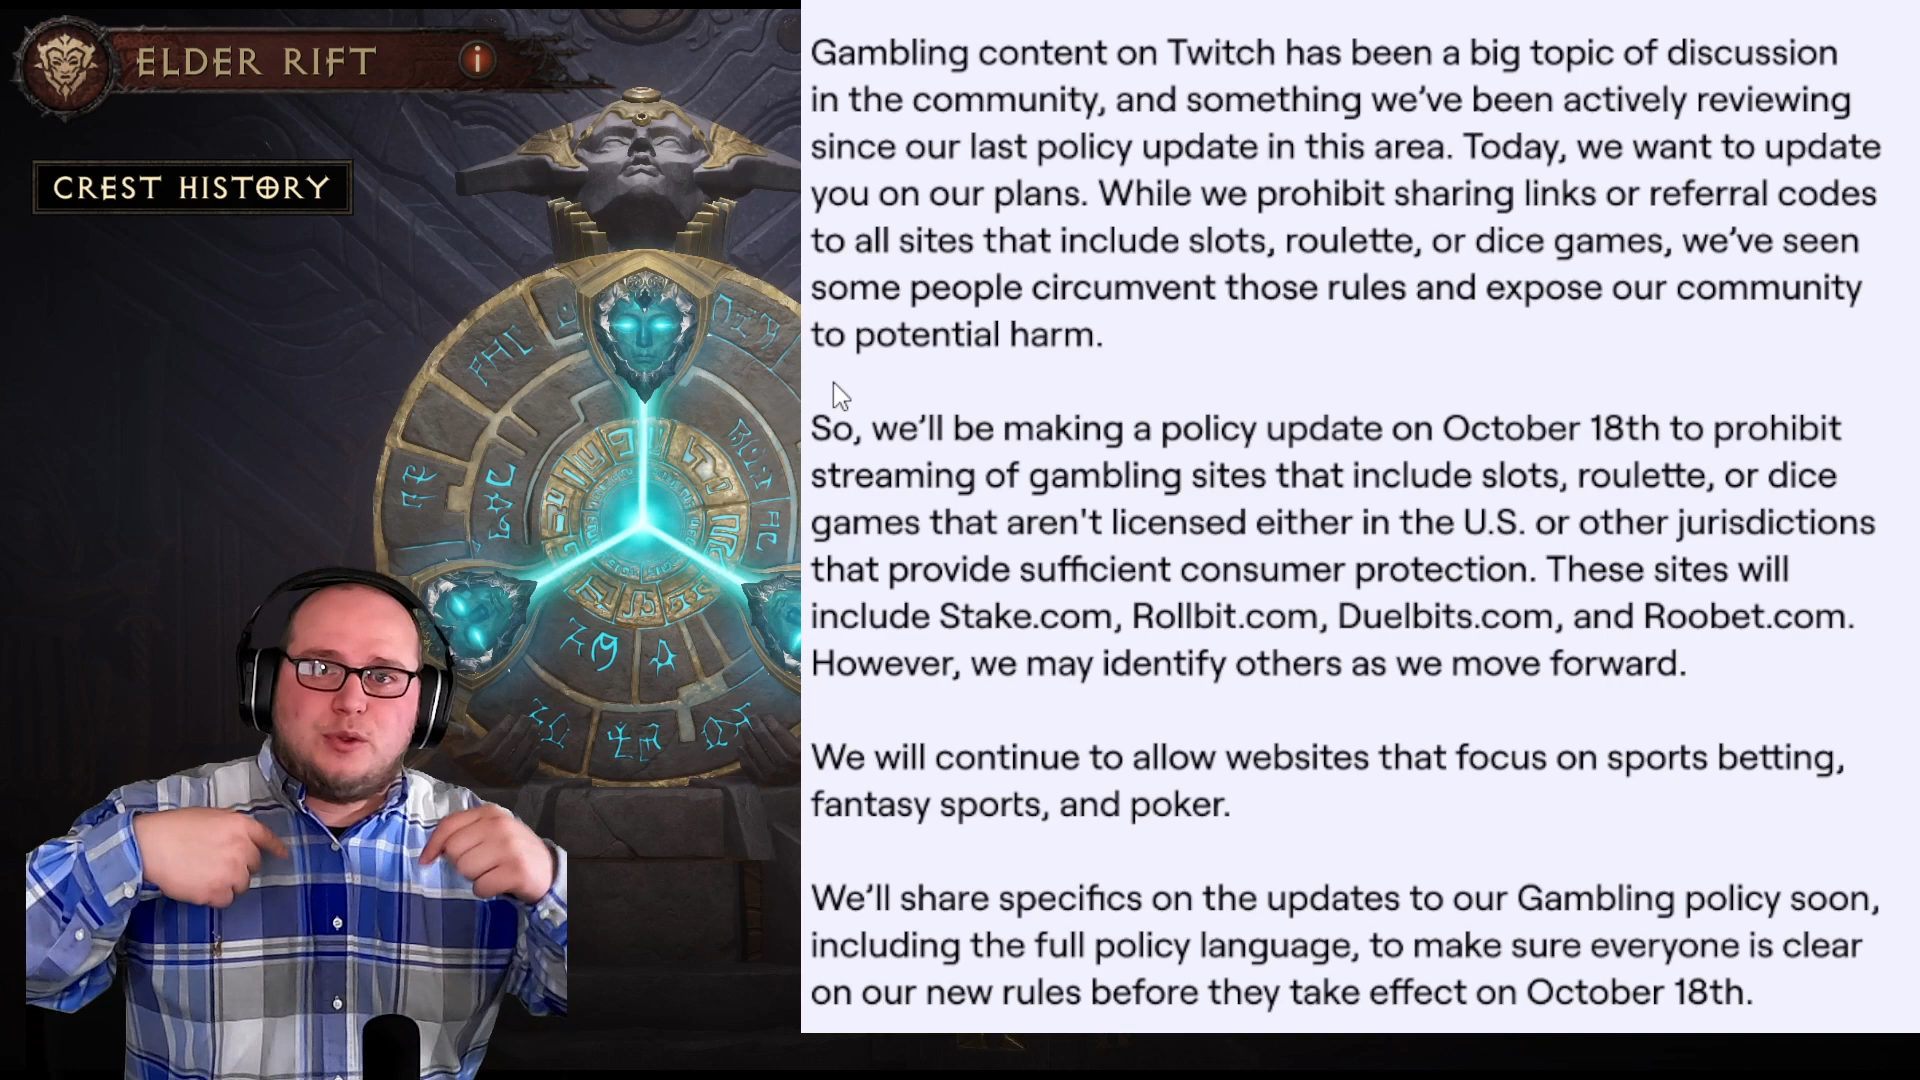 ELDER RIFT
i
CREST HISTORY
Gambling content on Twitch has been a big topic of discussion
in the community, and something we’ve been actively reviewing
since our last policy update in this area. Today, we want to update
you on our plans. While we prohibit sharing links or referral codes
to all sites that include slots, roulette, or dice games, we’ve seen
some people circumvent those rules and expose our community
to potential harm.
So, we’ll be making a policy update on October 18th to prohibit
streaming of gambling sites that include slots, roulette, or dice
games that aren't licensed either in the U.S. or other jurisdictions
that provide sufficient consumer protection. These sites will
include Stake.com, Rollbit.com, Duelbits.com, and Roobet.com.
However, we may identify others as we move forward.
We will continue to allow websites that focus on sports betting,
fantasy sports, and poker.
We’ll share specifics on the updates to our Gambling policy soon,
including the full policy language, to make sure everyone is clear
on our new rules before they take effect on October 18th.